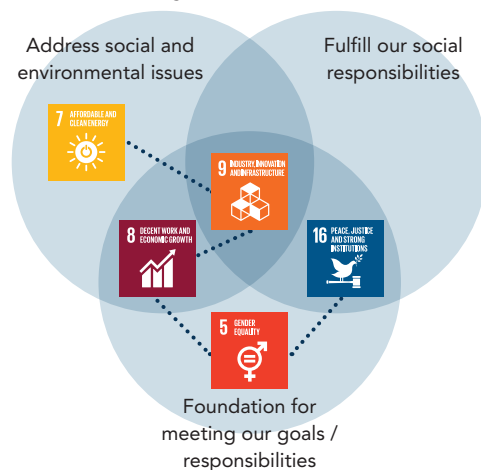 Address social and
environmental issues
Fulfill our social
responsibilities
7 AFFORDABLE AND
CLEAN ENERGY
9 INDUSTRY, INNOVATION
AND INFRASTRUCTURE
8 DECENT WORK AND
ECONOMIC GROWTH
16 PEACE, JUSTICE
AND STRONG
INSTITUTIONS
5 GENDER
EQUALITY
Foundation for
meeting our goals /
responsibilities